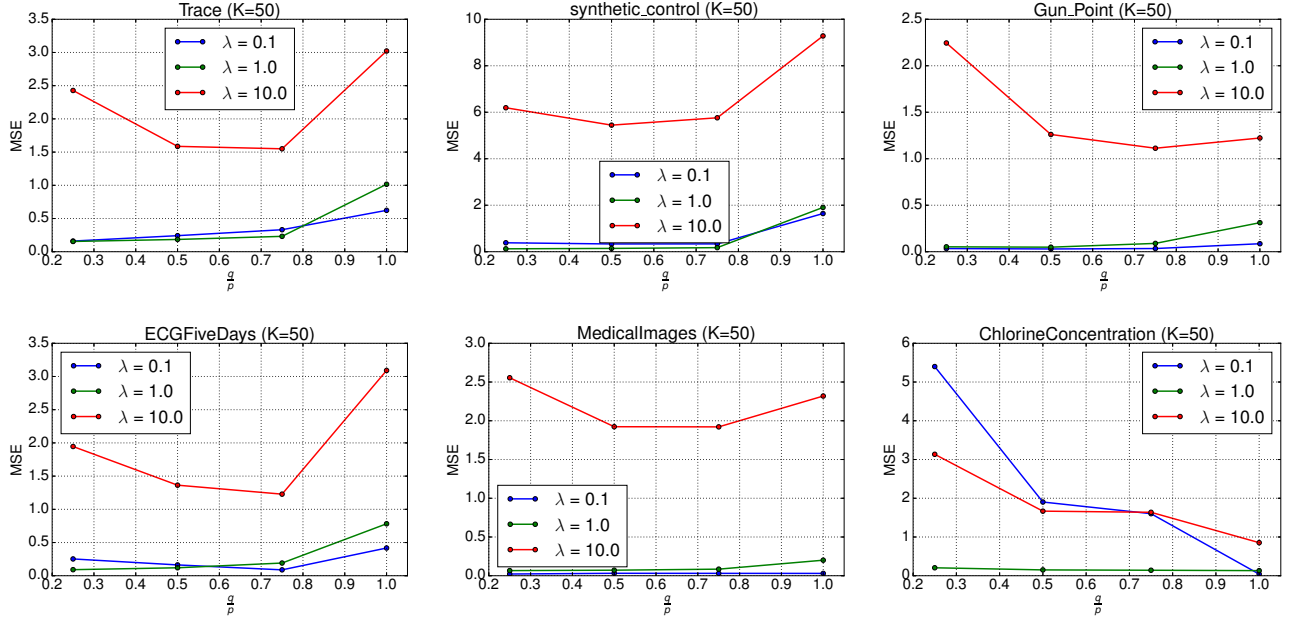 Trace (K=50)
3.5
3.0
2.5
2.0
1.5
1.0
0.5
0.0
MSE
λ = 0.1
λ = 1.0
λ = 10.0
0.2 0.3 0.4 0.5 0.6 0.7 0.8 0.9 1.0
q/p
synthetic_control (K=50)
10
8
6
4
2
0
MSE
λ = 0.1
λ = 1.0
λ = 10.0
0.2 0.3 0.4 0.5 0.6 0.7 0.8 0.9 1.0
q/p
Gun_Point (K=50)
2.5
2.0
1.5
1.0
0.5
0.0
MSE
λ = 0.1
λ = 1.0
λ = 10.0
0.2 0.3 0.4 0.5 0.6 0.7 0.8 0.9 1.0
q/p
ECGFiveDays (K=50)
3.5
3.0
2.5
2.0
1.5
1.0
0.5
0.0
MSE
λ = 0.1
λ = 1.0
λ = 10.0
0.2 0.3 0.4 0.5 0.6 0.7 0.8 0.9 1.0
q/p
MedicalImages (K=50)
3.0
2.5
2.0
1.5
1.0
0.5
0.0
MSE
λ = 0.1
λ = 1.0
λ = 10.0
0.2 0.3 0.4 0.5 0.6 0.7 0.8 0.9 1.0
q/p
ChlorineConcentration (K=50)
6
5
4
3
2
1
0
MSE
λ = 0.1
λ = 1.0
λ = 10.0
0.2 0.3 0.4 0.5 0.6 0.7 0.8 0.9 1.0
q/p